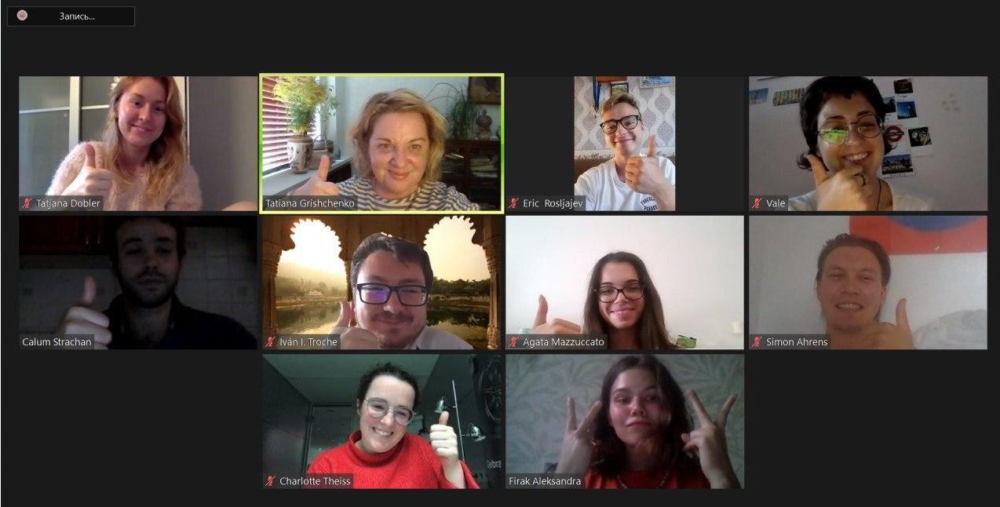 Запись...
Tatjana Dobler
Tatiana Grishchenko
Eric Rosljajev
Vale
Calum Strachan
Iván I. Troche
Agata Mazzuccato
Simon Ahrens
Charlotte Theiss
Firak Aleksandra